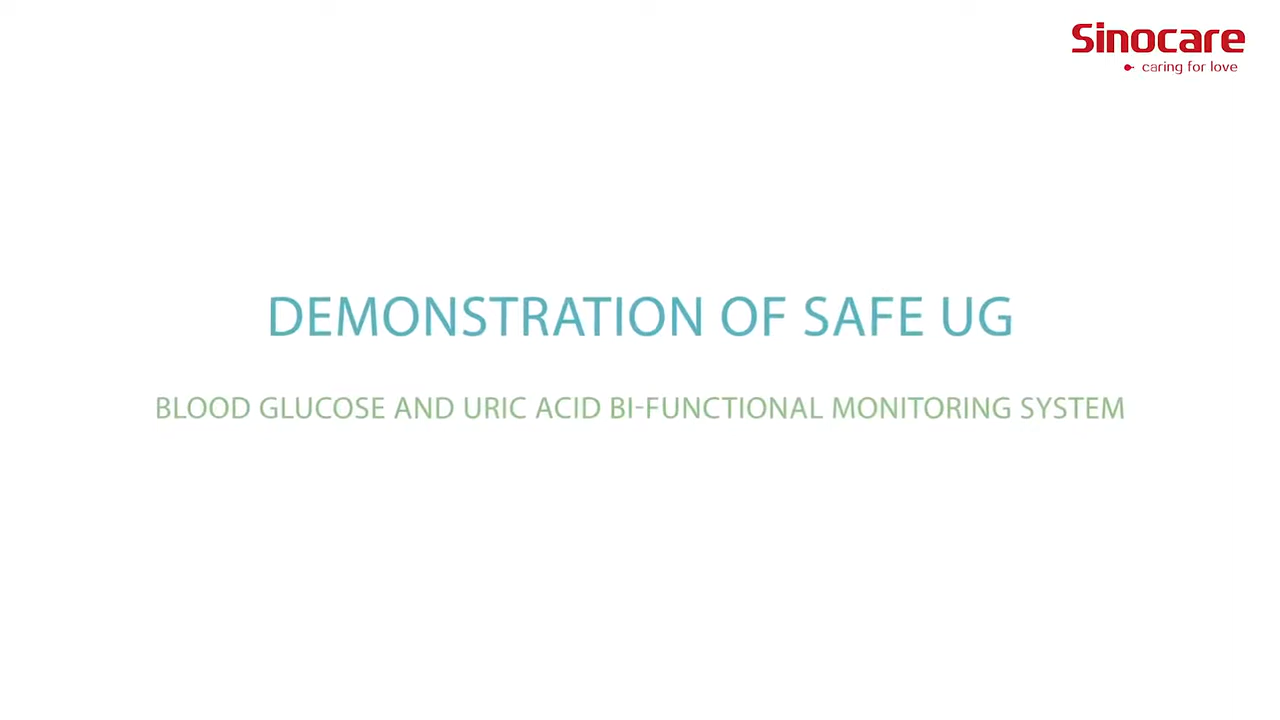 Sinocare
caring for love
DEMONSTRATION OF SAFE UG
BLOOD GLUCOSE AND URIC ACID BI-FUNCTIONAL MONITORING SYSTEM